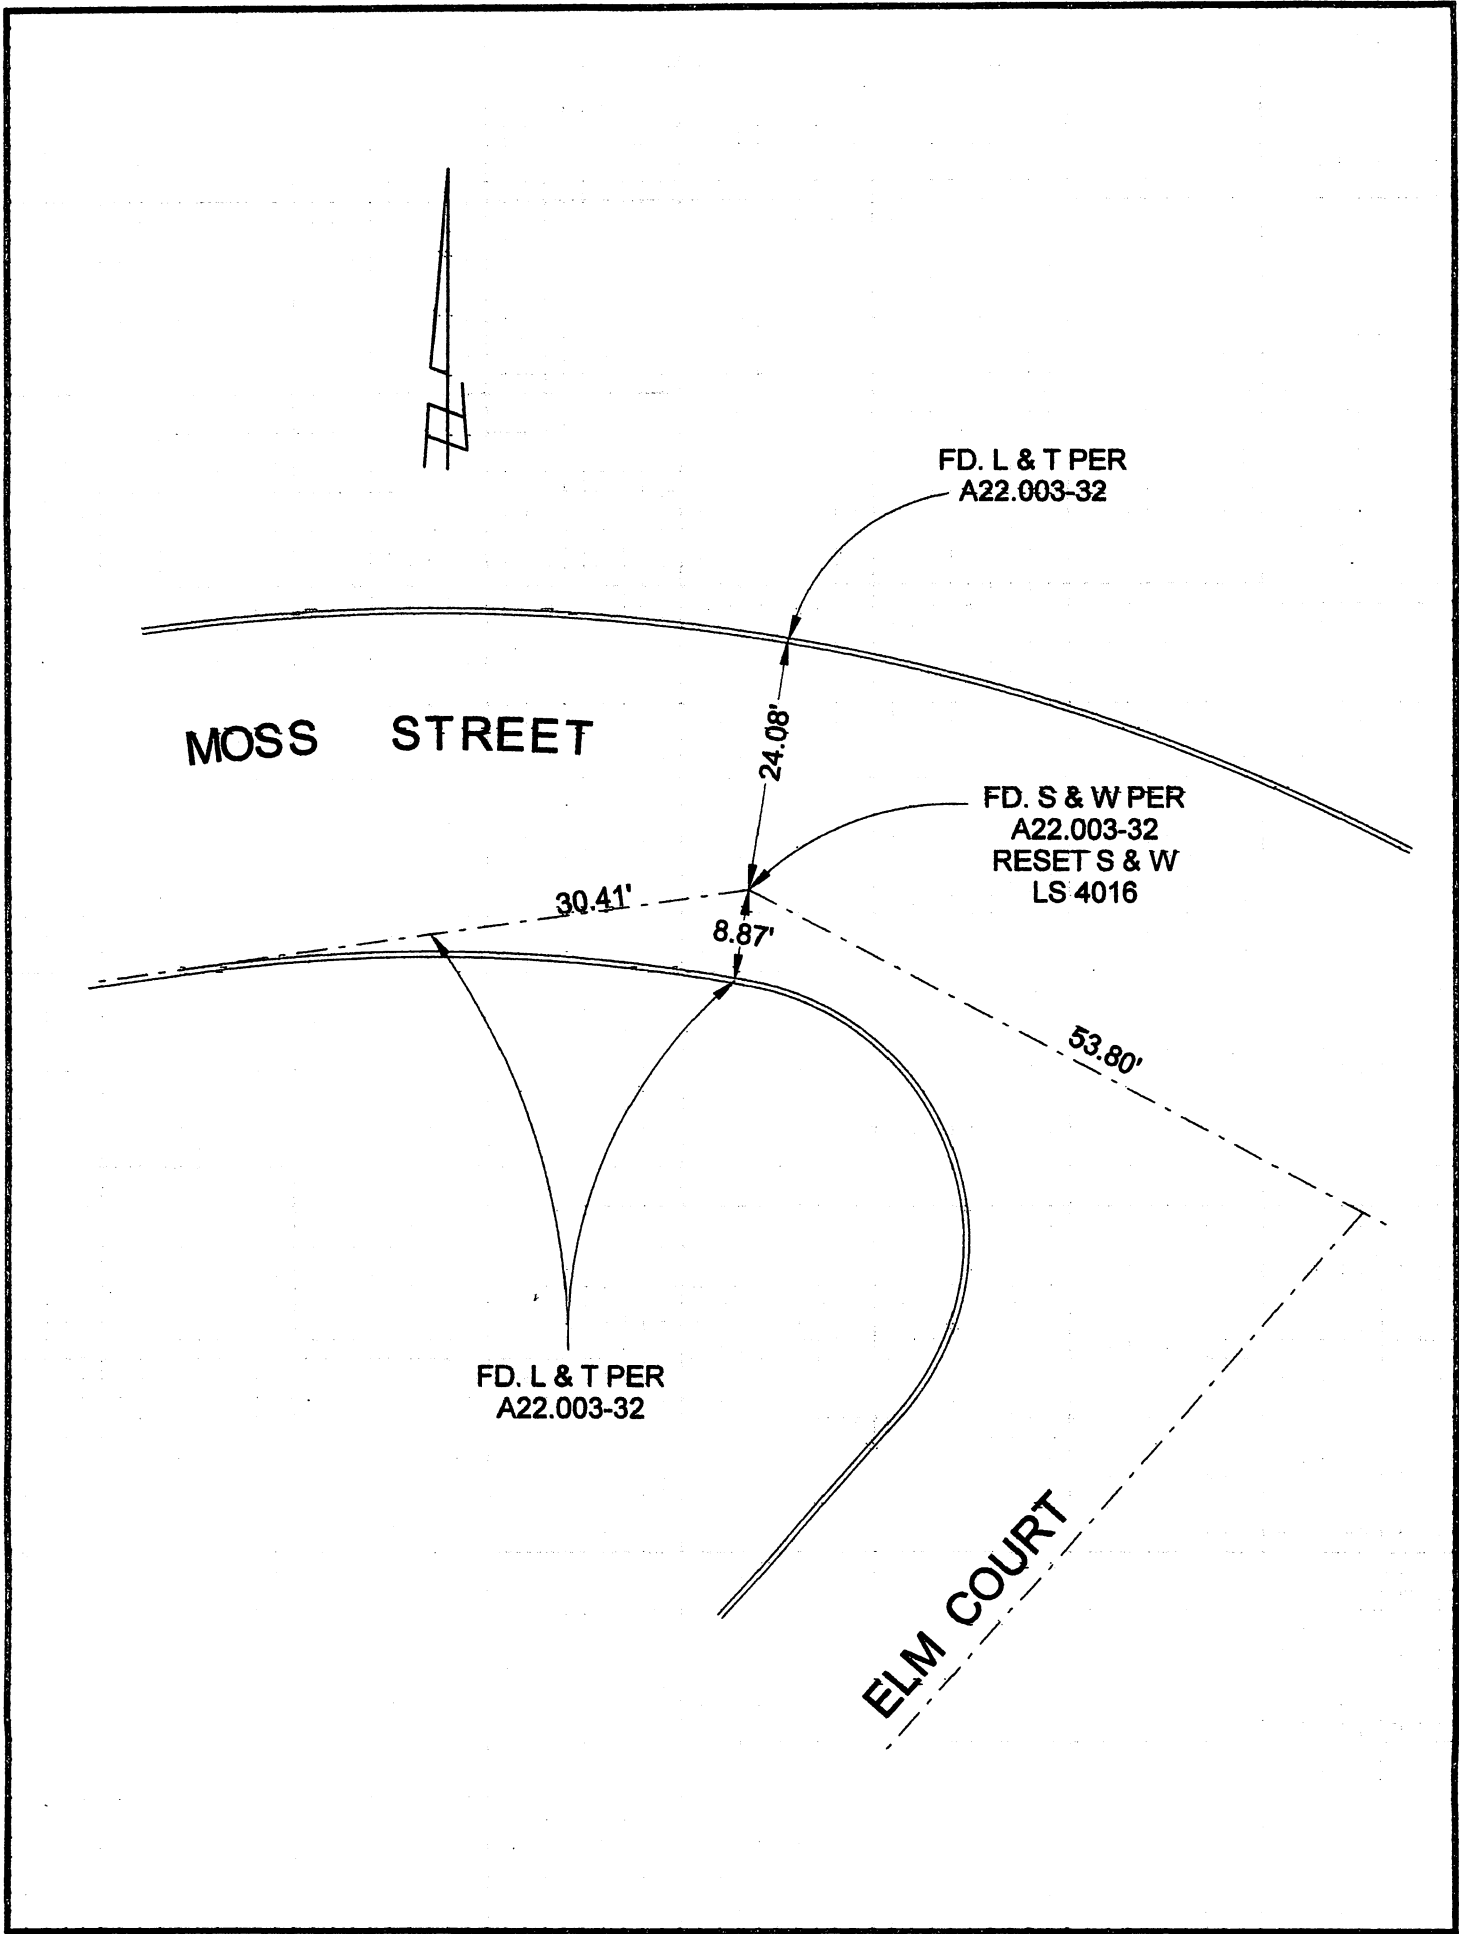 FD. L & T PER
A22.003-32
MOSS STREET
24.08'
FD. S & W PER
A22.003-32
RESET S & W
LS 4016
30.41'
8.87'
53.80'
FD. L & T PER
A22.003-32
ELM COURT